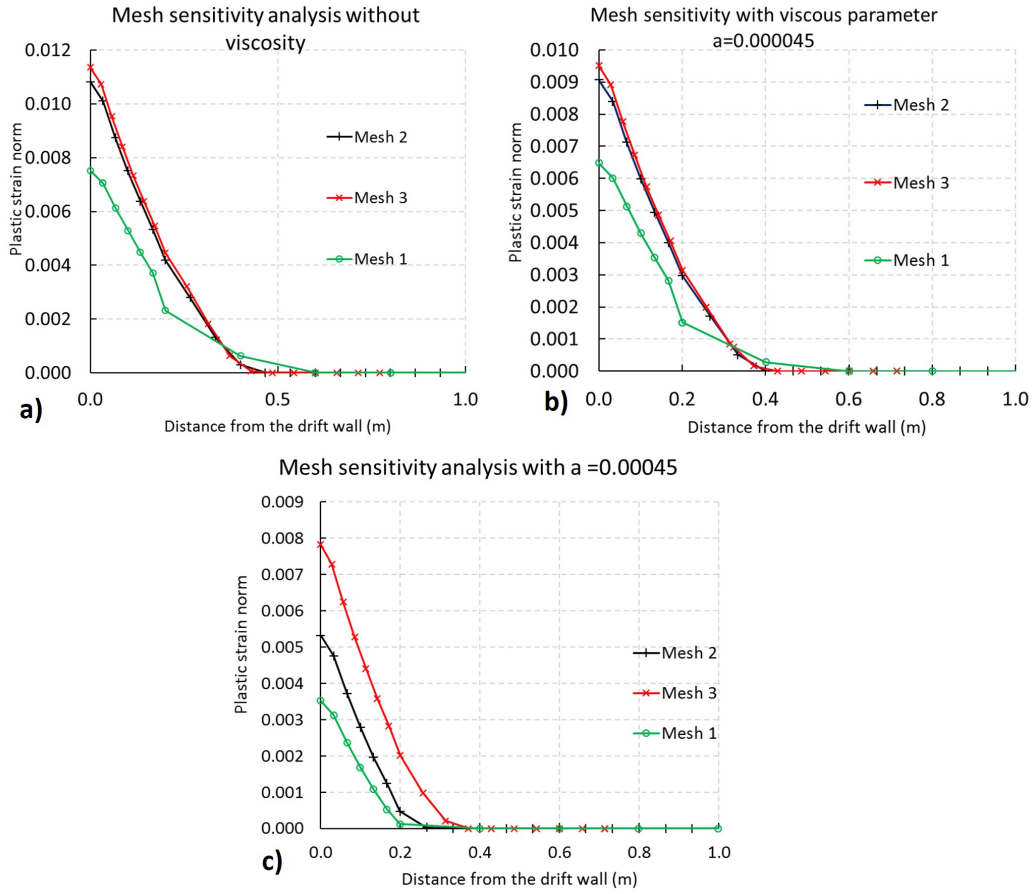 Mesh sensitivity analysis without
viscosity
0.012
0.010
0.008
0.006
0.004
0.002
0.000
Plastic strain norm
Mesh 2
Mesh 3
Mesh 1
0.0
0.5
1.0
Distance from the drift wall (m)
a)
Mesh sensitivity with viscous parameter
a=0.000045
0.010
0.009
0.008
0.007
0.006
0.005
0.004
0.003
0.002
0.001
0.000
Plastic strain norm
Mesh 2
Mesh 3
Mesh 1
0.0
0.2
0.4
0.6
0.8
1.0
Distance from the drift wall (m)
b)
Mesh sensitivity analysis with a =0.00045
0.009
0.008
0.007
0.006
0.005
0.004
0.003
0.002
0.001
0.000
Plastic strain norm
Mesh 2
Mesh 3
Mesh 1
0.0
0.2
0.4
0.6
0.8
1.0
Distance from the drift wall (m)
c)